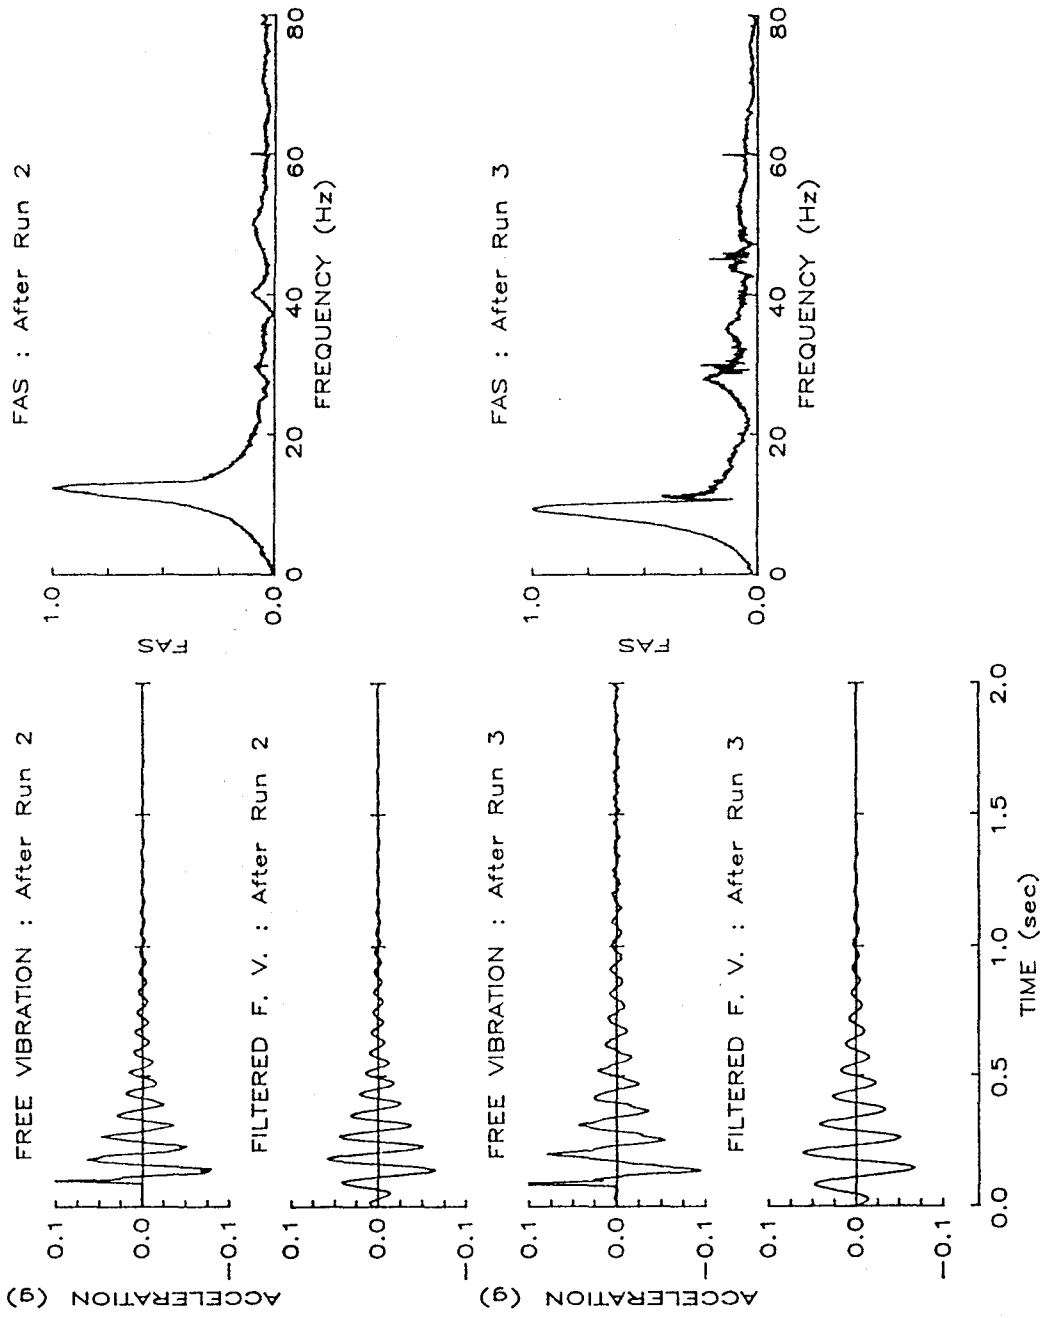 FREE VIBRATION : After Run 2
0.1
0.0
-0.1
ACCELERATION (g)
FILTERED F. V. : After Run 2
0.1
0.0
-0.1
FREE VIBRATION : After Run 3
0.1
0.0
-0.1
ACCELERATION (g)
FILTERED F. V. : After Run 3
0.1
0.0
-0.1
0.0 0.5 1.0 1.5 2.0
TIME (sec)
FAS : After Run 2
1.0
0.0
FAS
0 20 40 60 80
FREQUENCY (Hz)
FAS : After Run 3
1.0
0.0
FAS
0 20 40 60 80
FREQUENCY (Hz)